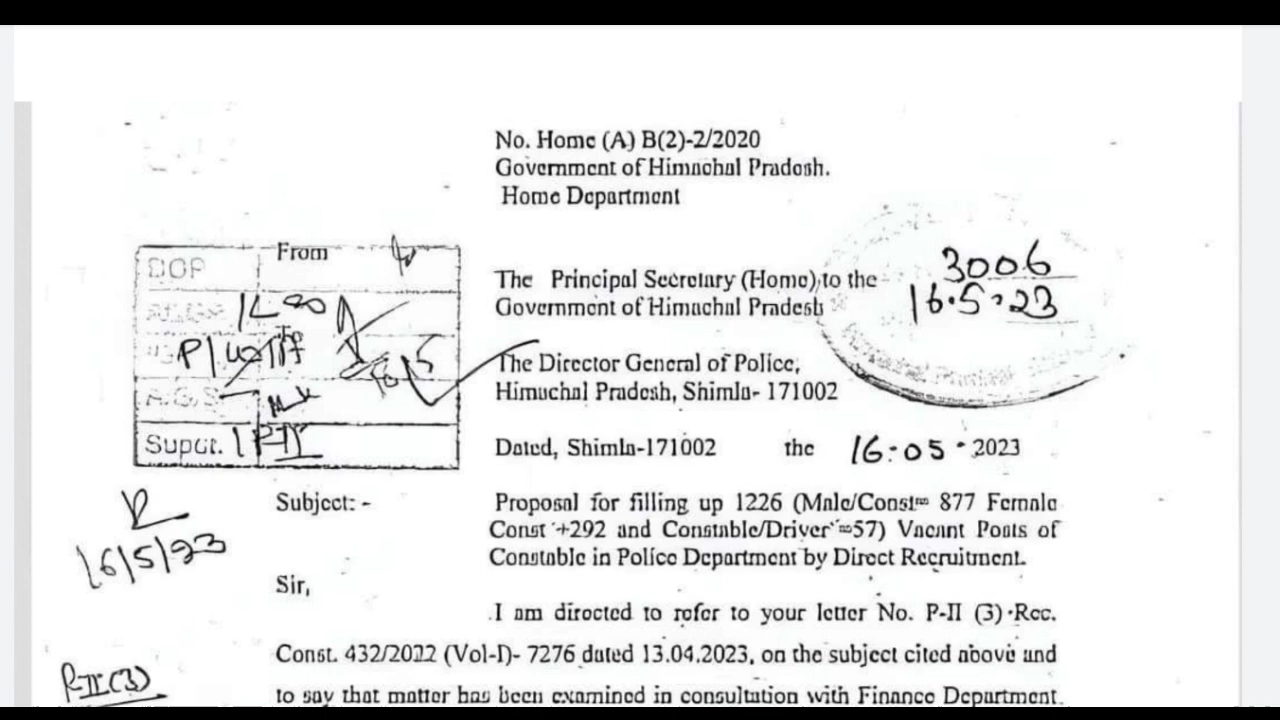 No. Home (A) B(2)-2/2020
Government of Himachal Pradesh.
Home Department
From
DOP
The Principal Secretary (Home) to the
Government of Himachal Pradesh
3006
16.5.23
To
The Director General of Police,
Himachal Pradesh, Shimla- 171002
A.G.S
Supdt.
Dated, Shimla-171002 the 16.05.2023
Subject: - Proposal for filling up 1226 (Male/Const= 877 Female
Const +292 and Constable/Driver =57) Vacant Posts of
Constable in Police Department by Direct Recruitment.
16/5/23
Sir,
I am directed to refer to your letter No. P-II (3) Rec.
Const. 432/2022 (Vol-I)- 7276 dated 13.04.2023, on the subject cited above and
P-II(3)
to say that matter has been examined in consultation with Finance Department.